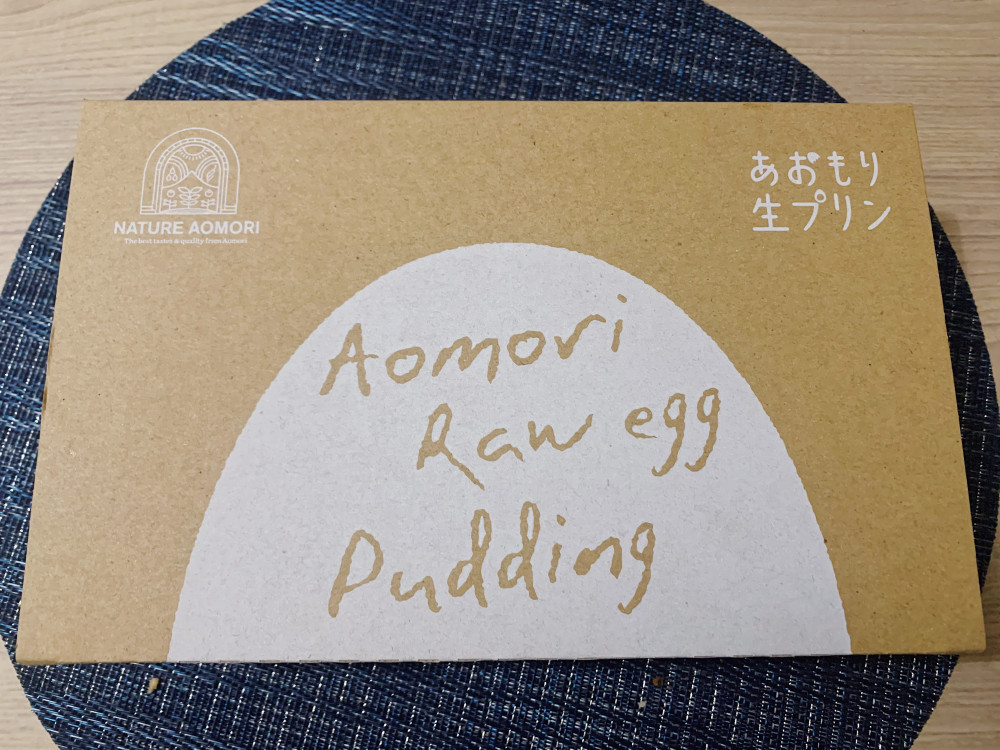 NATURE AOMORI
The best tastes & quality from Aomori
あおもり
生プリン
Aomori
Raw egg
Pudding